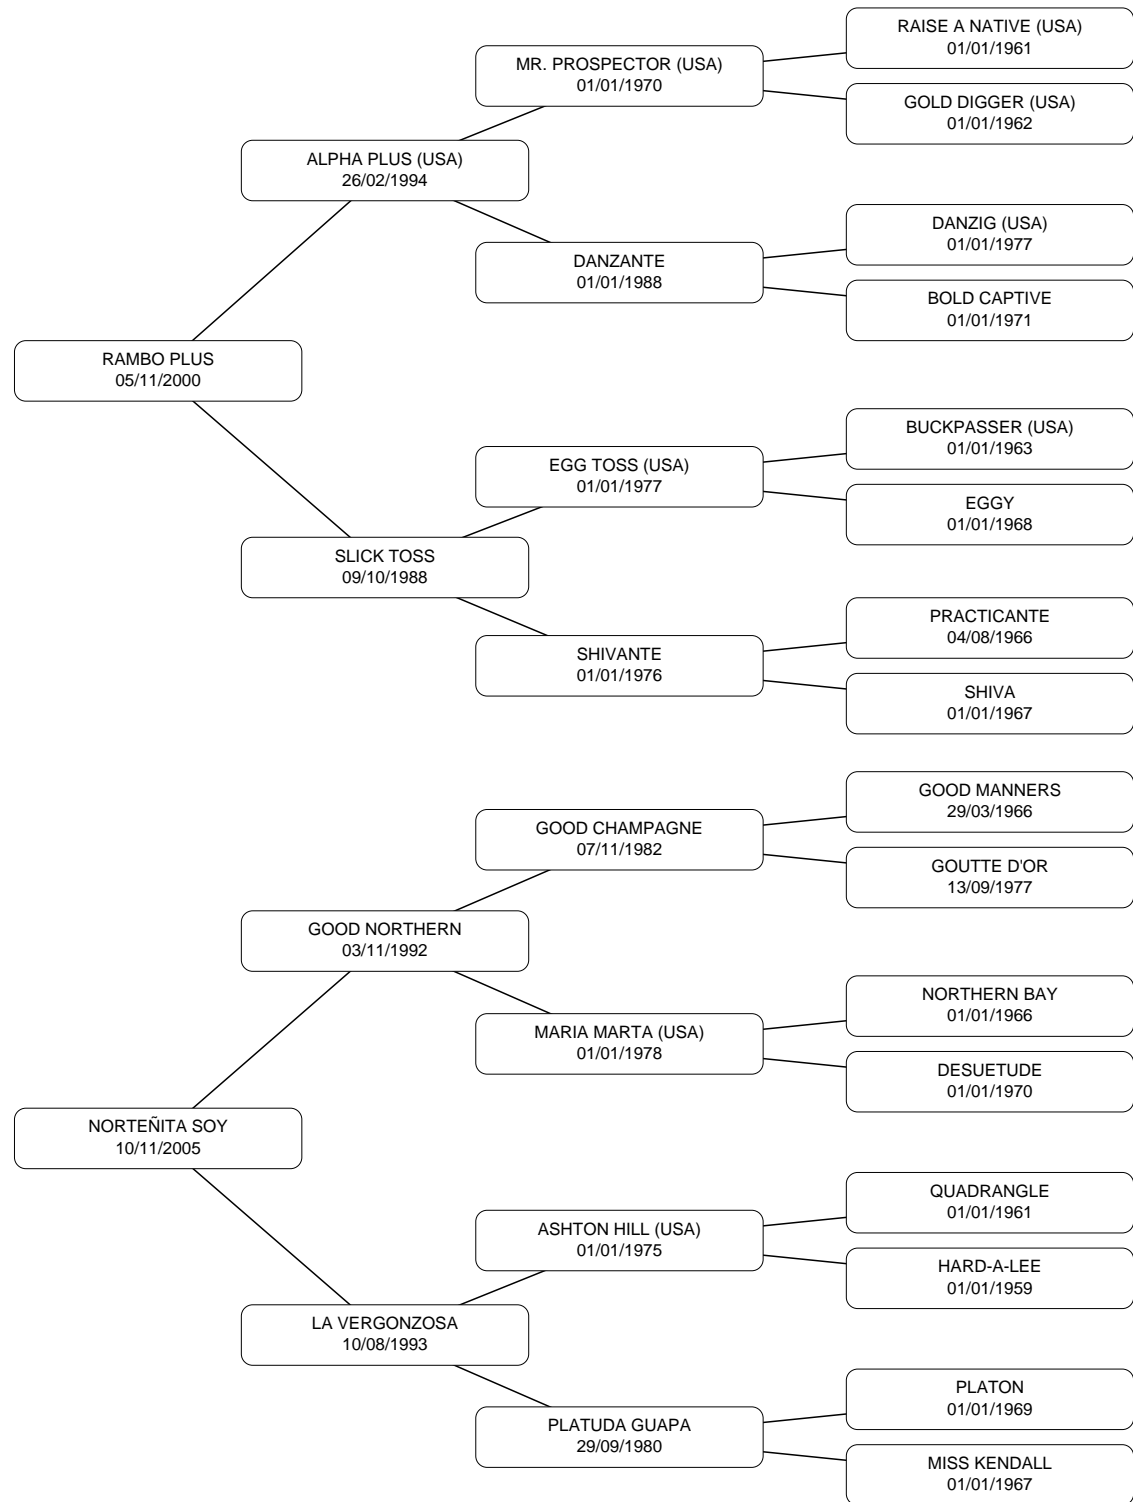 RAISE A NATIVE (USA)
01/01/1961
MR. PROSPECTOR (USA)
01/01/1970
GOLD DIGGER (USA)
01/01/1962
ALPHA PLUS (USA)
26/02/1994
DANZIG (USA)
01/01/1977
DANZANTE
01/01/1988
BOLD CAPTIVE
01/01/1971
RAMBO PLUS
05/11/2000
BUCKPASSER (USA)
01/01/1963
EGG TOSS (USA)
01/01/1977
EGGY
01/01/1968
SLICK TOSS
09/10/1988
PRACTICANTE
04/08/1966
SHIVANTE
01/01/1976
SHIVA
01/01/1967
GOOD MANNERS
29/03/1966
GOOD CHAMPAGNE
07/11/1982
GOUTTE D'OR
13/09/1977
GOOD NORTHERN
03/11/1992
NORTHERN BAY
01/01/1966
MARIA MARTA (USA)
01/01/1978
DESUETUDE
01/01/1970
NORTEÑITA SOY
10/11/2005
QUADRANGLE
01/01/1961
ASHTON HILL (USA)
01/01/1975
HARD-A-LEE
01/01/1959
LA VERGONZOSA
10/08/1993
PLATON
01/01/1969
PLATUDA GUAPA
29/09/1980
MISS KENDALL
01/01/1967